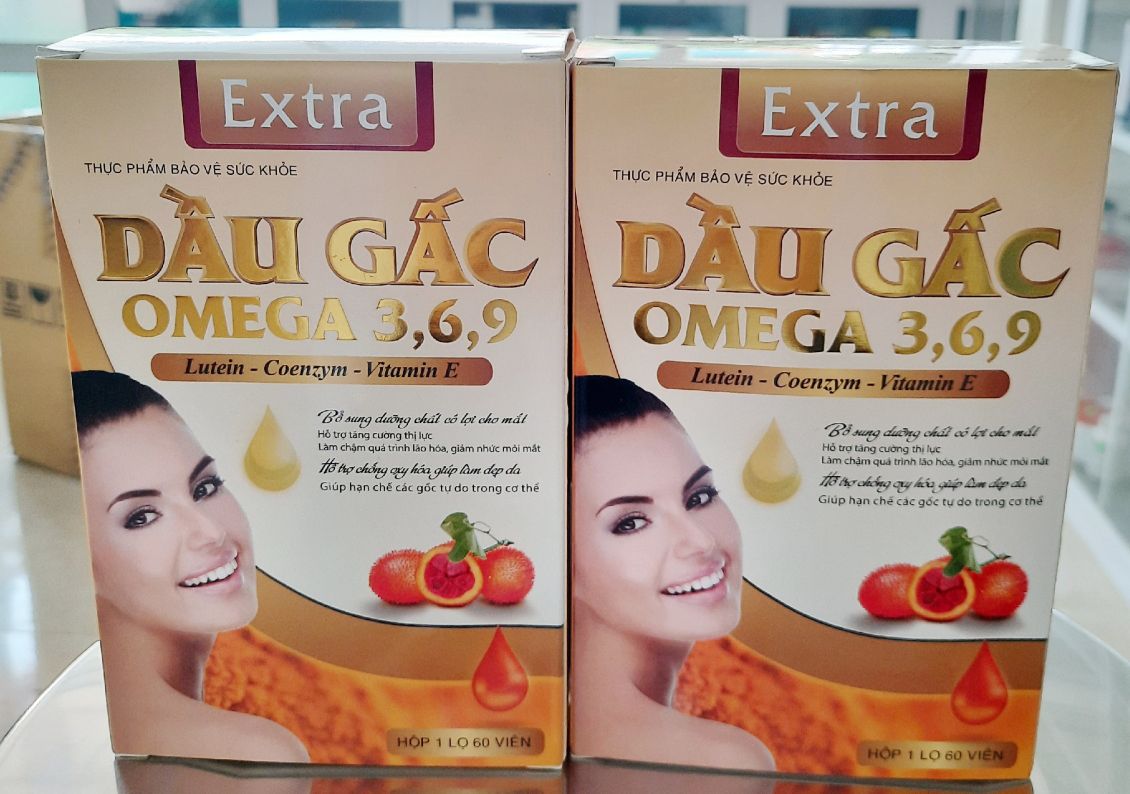 Extra
THỰC PHẨM BẢO VỆ SỨC KHỎE
DẦU GẤC
OMEGA 3,6,9
Lutein - Coenzym - Vitamin E
Bổ sung dưỡng chất có lợi cho mắt
Hỗ trợ tăng cường thị lực
Làm chậm quá trình lão hóa, giảm nhức mỏi mắt
Hỗ trợ chống oxy hóa, giúp làm đẹp da
Giúp hạn chế các gốc tự do trong cơ thể
HỘP 1 LỌ 60 VIÊN
Extra
THỰC PHẨM BẢO VỆ SỨC KHỎE
DẦU GẤC
OMEGA 3,6,9
Lutein - Coenzym - Vitamin E
Bổ sung dưỡng chất có lợi cho mắt
Hỗ trợ tăng cường thị lực
Làm chậm quá trình lão hóa, giảm nhức mỏi mắt
Hỗ trợ chống oxy hóa, giúp làm đẹp da
Giúp hạn chế các gốc tự do trong cơ thể
HỘP 1 LỌ 60 VIÊN